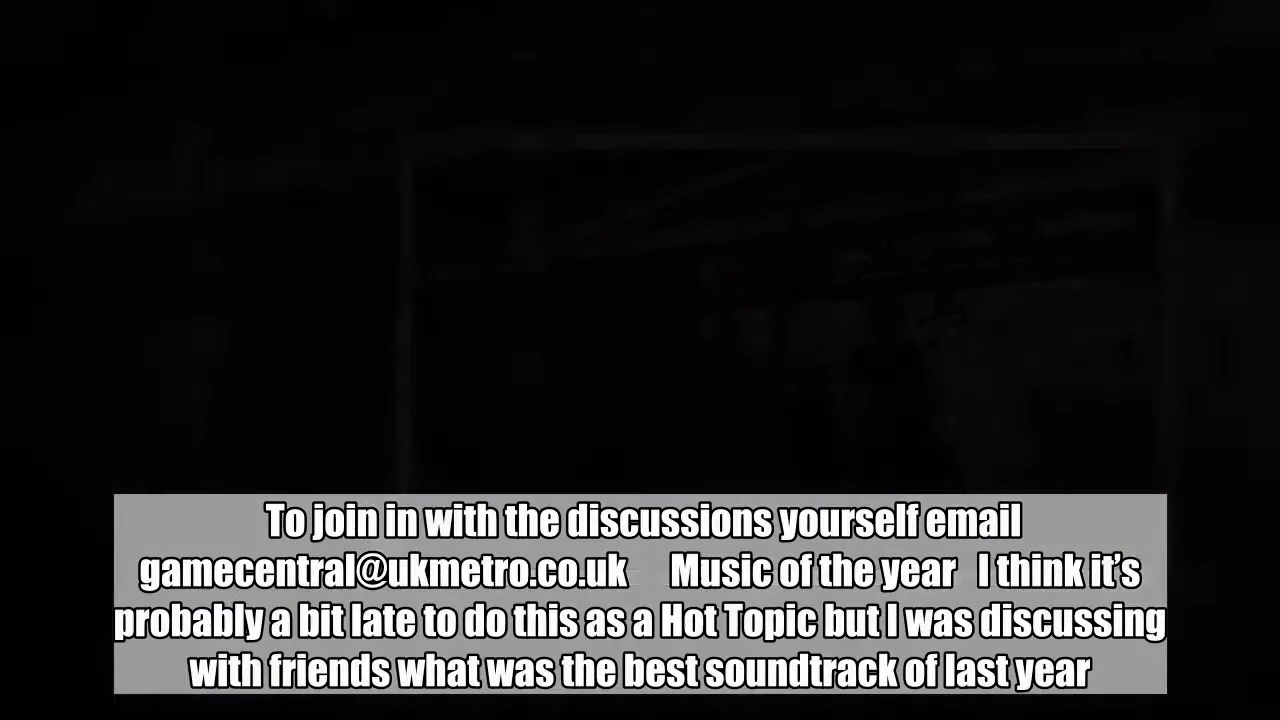 To join in with the discussions yourself email
gamecentral@ukmetro.co.uk Music of the year I think it’s
probably a bit late to do this as a Hot Topic but I was discussing
with friends what was the best soundtrack of last year